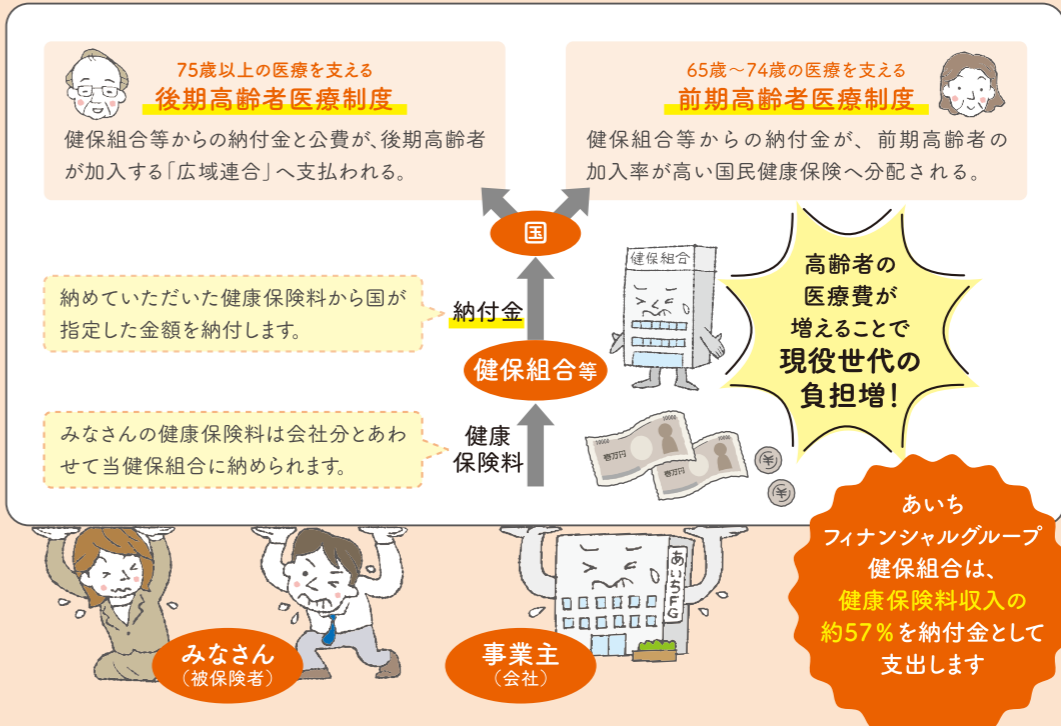 75歳以上の医療を支える
後期高齢者医療制度
健保組合等からの納付金と公費が、後期高齢者
が加入する「広域連合」へ支払われる。
65歳〜74歳の医療を支える
前期高齢者医療制度
健保組合等からの納付金が、前期高齢者の
加入率が高い国民健康保険へ分配される。
国
納めていただいた健康保険料から国が
指定した金額を納付します。
納付金
健保組合
高齢者の
医療費が
増えることで
現役世代の
負担増!
健保組合等
みなさんの健康保険料は会社分とあわ
せて当健保組合に納められます。
健康
保険料
10000
10000
壱万円
10000
10000
壱万円
あいちFG
みなさん
(被保険者)
事業主
(会社)
あいち
フィナンシャルグループ
健保組合は、
健康保険料収入の
約57%を納付金として
支出します